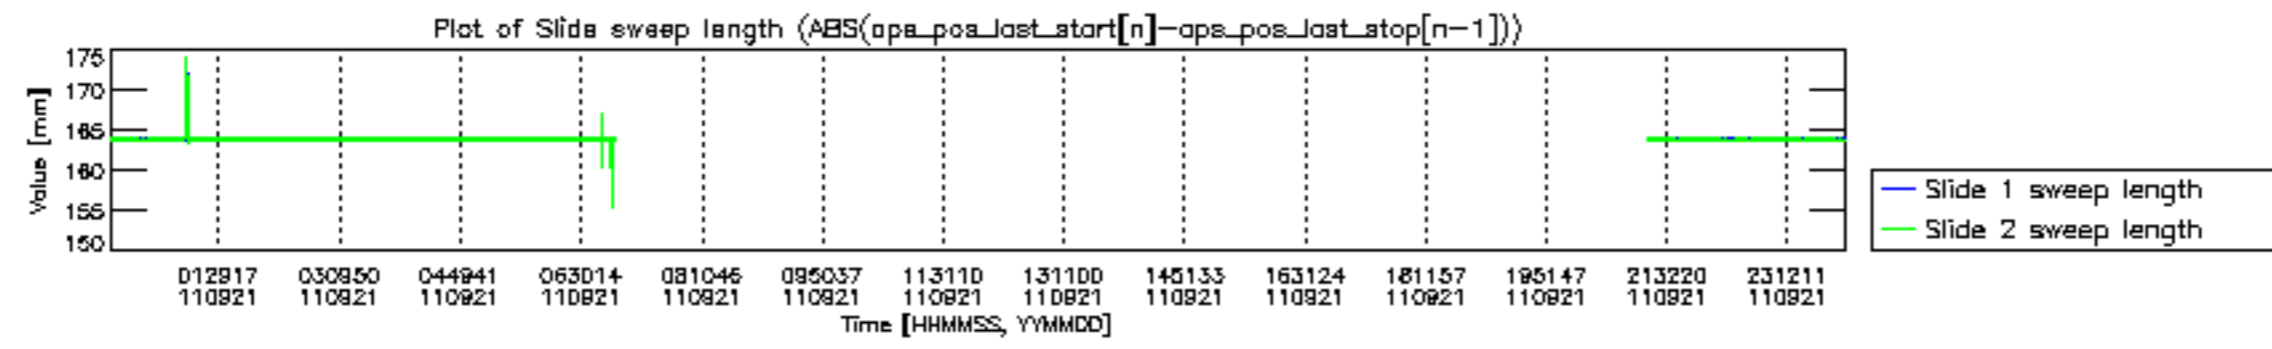 Plot of Slide sweep length (ABS(aps_pos_last_start[n]-aps_pos_last_stop[n-1]))
175
170
165
160
155
150
Value [mm]
012917 030950 044941 063014 081046 095037 113110 131100 145133 163124 181157 195147 213220 231211
110921 110921 110921 110921 110921 110921 110921 110921 110921 110921 110921 110921 110921 110921
Time [HHMMSS, YYMMDD]
Slide 1 sweep length
Slide 2 sweep length